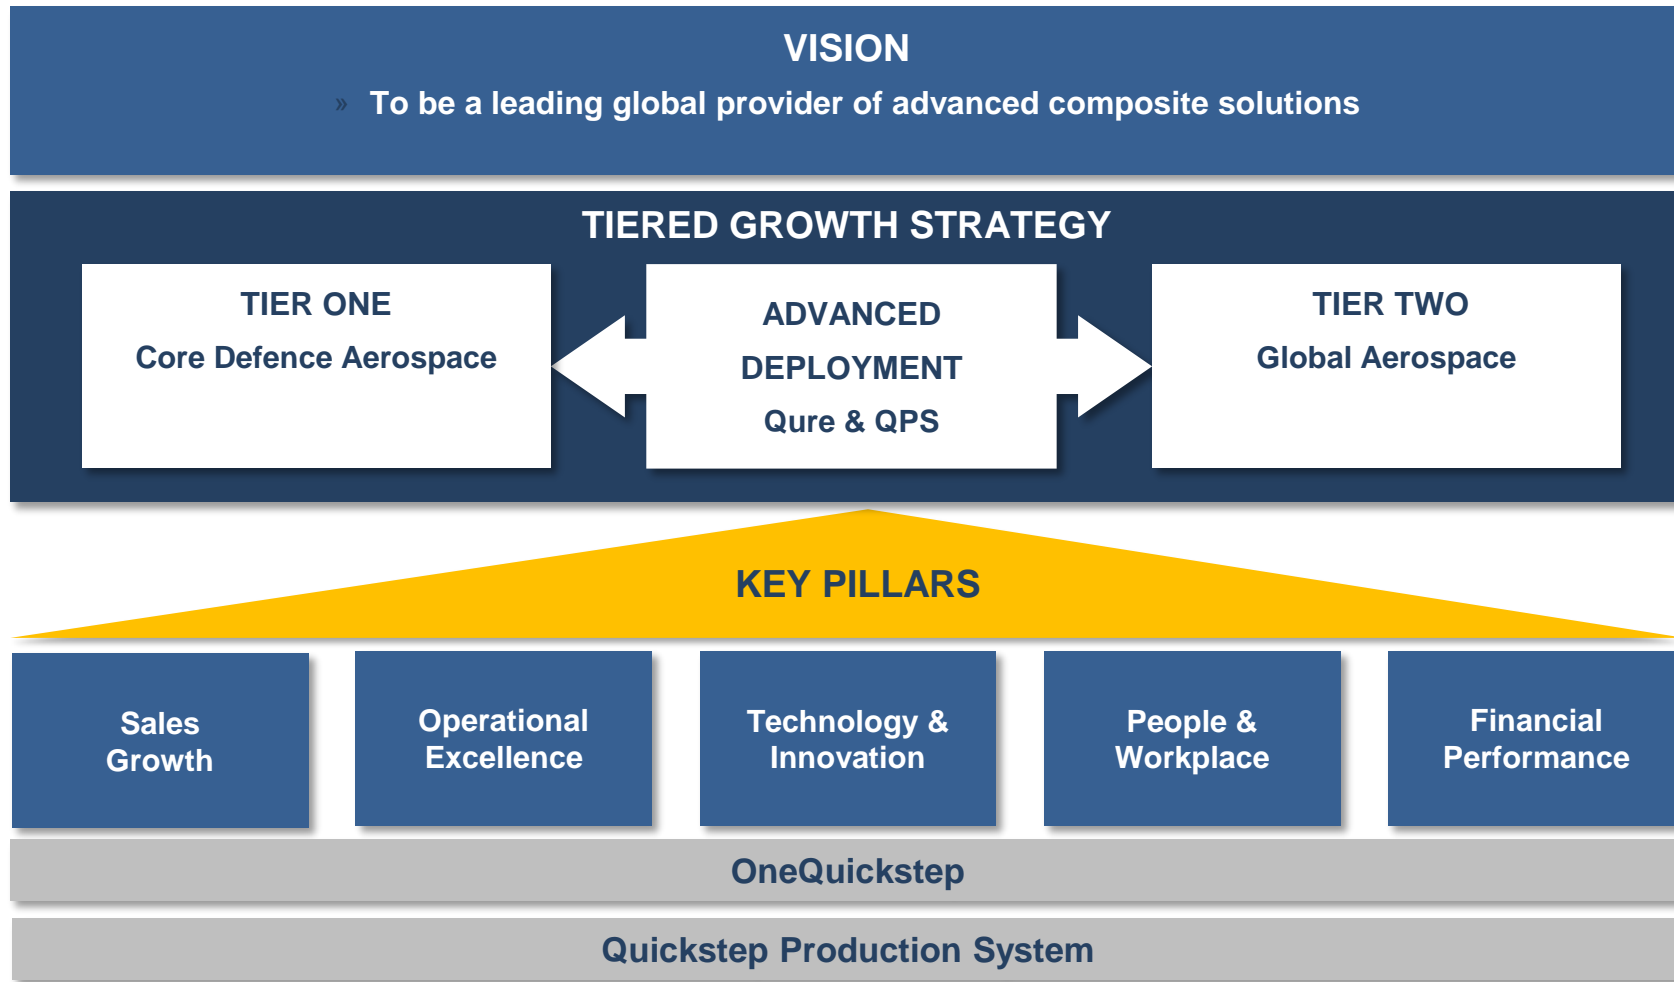 VISION
» To be a leading global provider of advanced composite solutions
TIERED GROWTH STRATEGY
TIER ONE
Core Defence Aerospace
ADVANCED
DEPLOYMENT
Qure & QPS
TIER TWO
Global Aerospace
KEY PILLARS
Sales
Growth
Operational
Excellence
Technology &
Innovation
People &
Workplace
Financial
Performance
OneQuickstep
Quickstep Production System